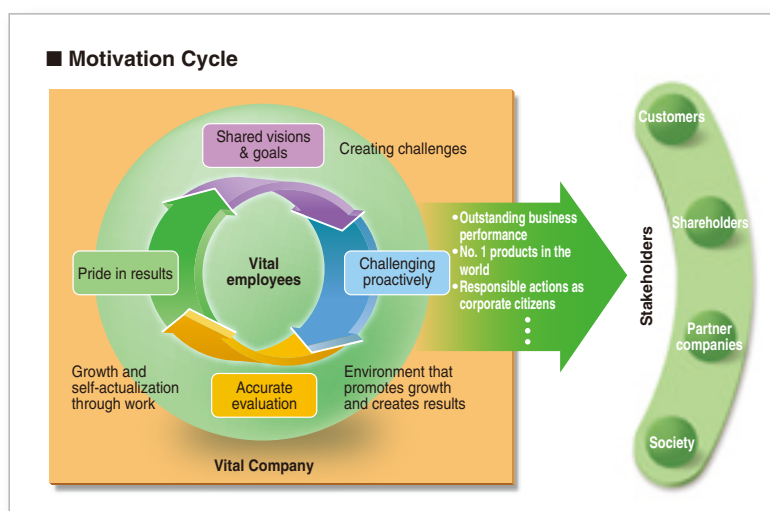 ■ Motivation Cycle
Shared visions
& goals
Creating challenges
Pride in results
Vital
employees
Challenging
proactively
Growth and
self-actualization
through work
Accurate
evaluation
Environment that
promotes growth
and creates results
Vital Company
•Outstanding business
performance
•No. 1 products in the
world
•Responsible actions as
corporate citizens
Stakeholders
Customers
Shareholders
Partner
companies
Society